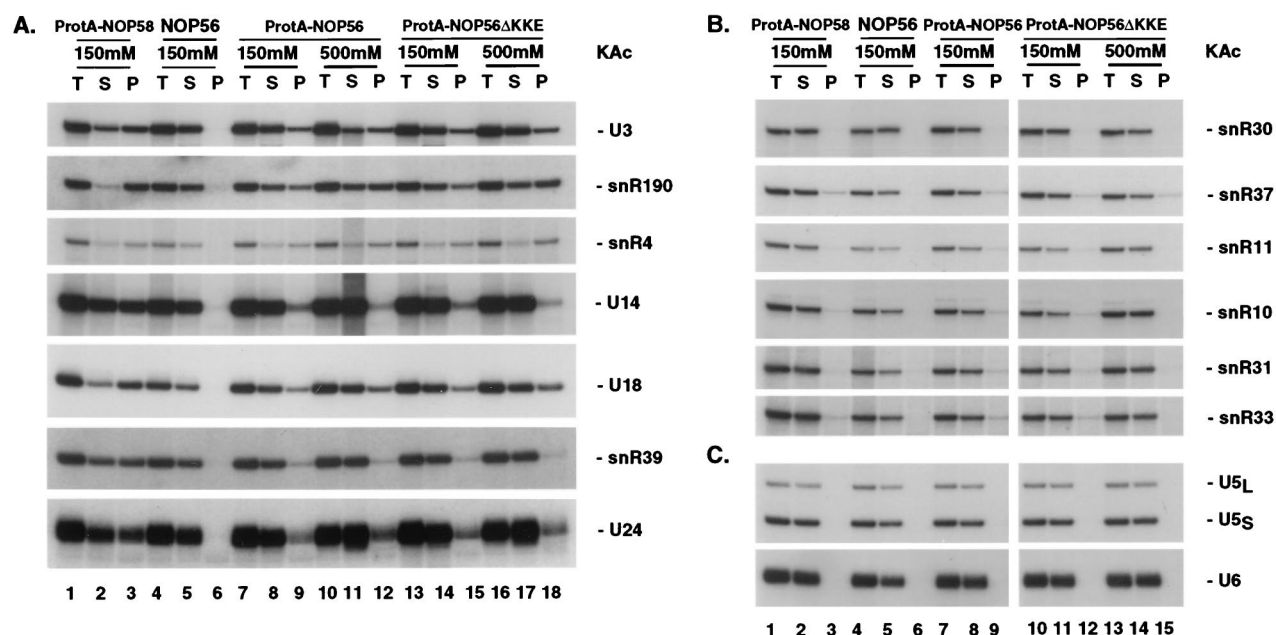 A.
ProtA-NOP58 NOP56 ProtA-NOP56 ProtA-NOP56ΔKKE
150mM 150mM 150mM 500mM 150mM 500mM KAc
T S P T S P T S P T S P T S P T S P
- U3
- snR190
- snR4
- U14
- U18
- snR39
- U24
1 2 3 4 5 6 7 8 9 10 11 12 13 14 15 16 17 18
B.
ProtA-NOP58 NOP56 ProtA-NOP56 ProtA-NOP56ΔKKE
150mM 150mM 150mM 150mM 500mM KAc
T S P T S P T S P T S P T S P
- snR30
- snR37
- snR11
- snR10
- snR31
- snR33
C.
- U5L
- U5S
- U6
1 2 3 4 5 6 7 8 9 10 11 12 13 14 15